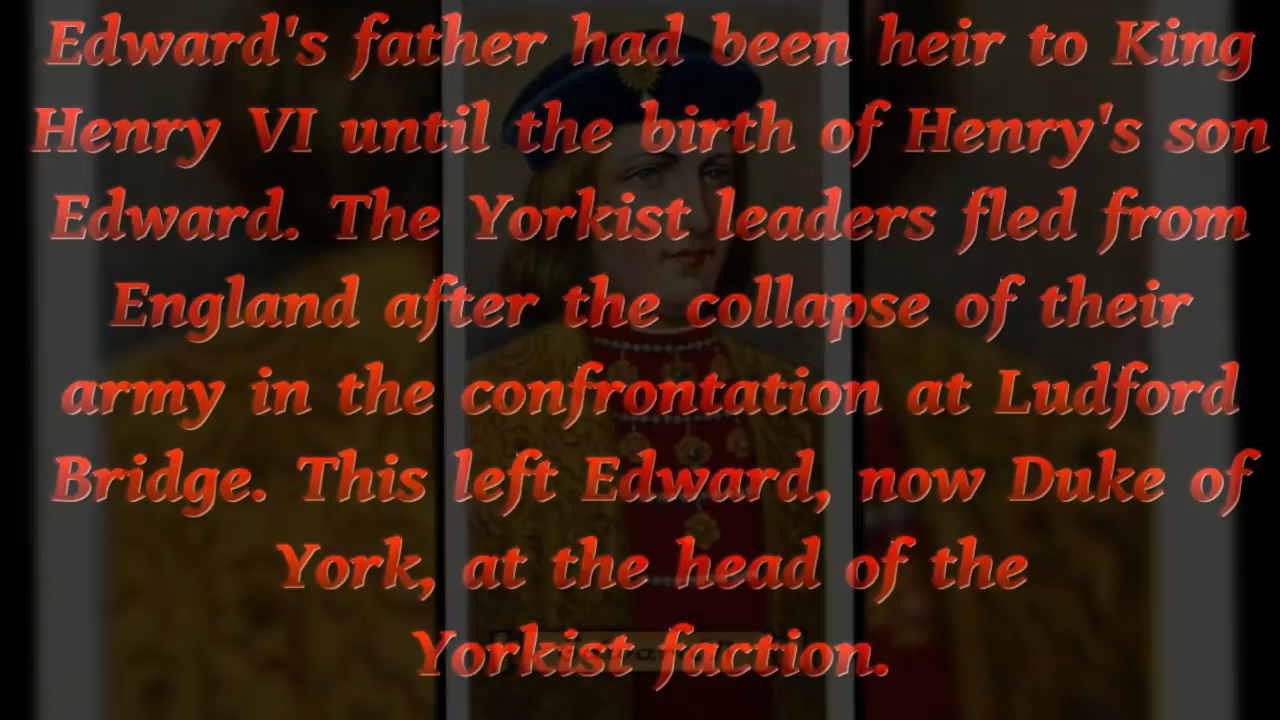 Edward's father had been heir to King
Henry VI until the birth of Henry's son
Edward. The Yorkist leaders fled from
England after the collapse of their
army in the confrontation at Ludford
Bridge. This left Edward, now Duke of
York, at the head of the
Yorkist faction.